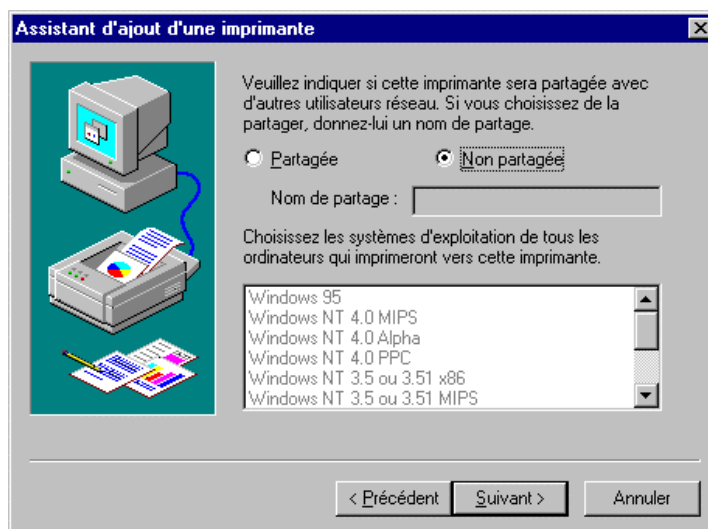 Assistant d'ajout d'une imprimante
Veuillez indiquer si cette imprimante sera partagée avec
d'autres utilisateurs réseau. Si vous choisissez de la
partager, donnez-lui un nom de partage.
Partagée Non partagée
Nom de partage :
Choisissez les systèmes d'exploitation de tous les
ordinateurs qui imprimeront vers cette imprimante.
Windows 95
Windows NT 4.0 MIPS
Windows NT 4.0 Alpha
Windows NT 4.0 PPC
Windows NT 3.5 ou 3.51 x86
Windows NT 3.5 ou 3.51 MIPS
< Précédent Suivant > Annuler